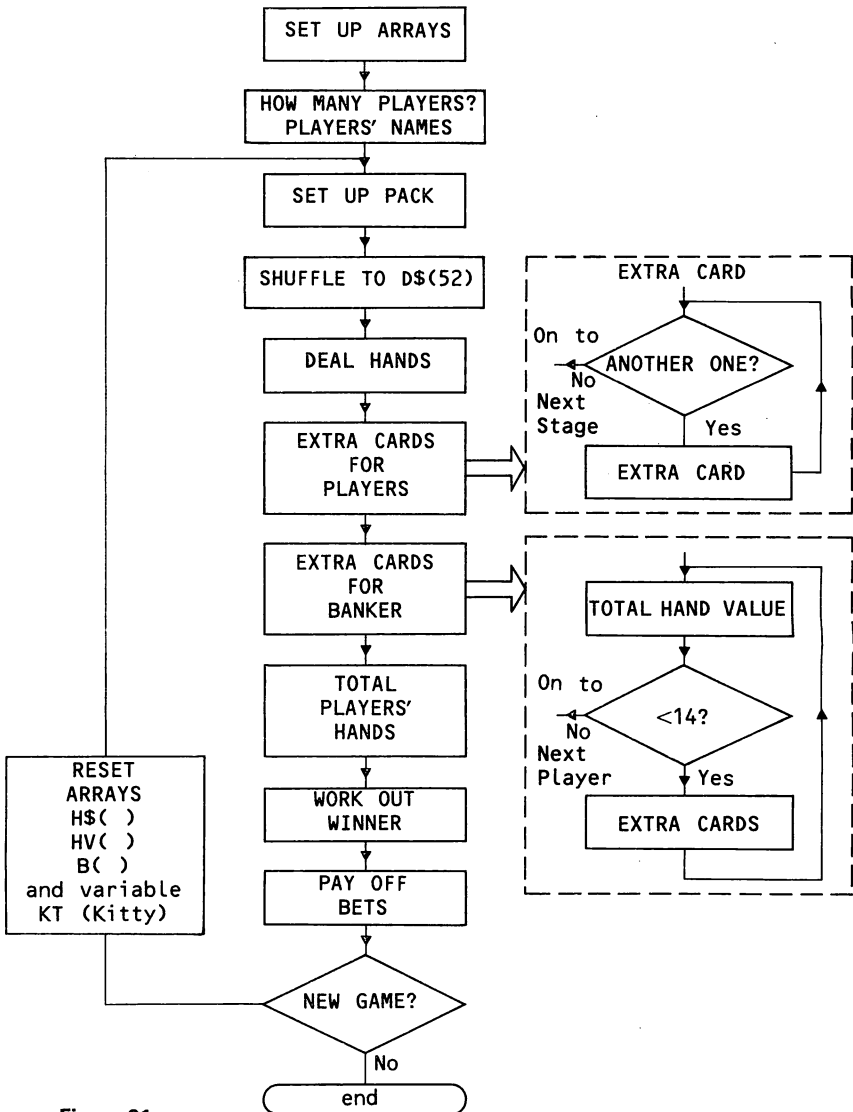 SET UP ARRAYS
HOW MANY PLAYERS?
PLAYERS' NAMES
SET UP PACK
SHUFFLE TO D$(52)
DEAL HANDS
EXTRA CARDS
FOR
PLAYERS
EXTRA CARDS
FOR
BANKER
TOTAL
PLAYERS'
HANDS
WORK OUT
WINNER
PAY OFF
BETS
NEW GAME?
No
end
RESET
ARRAYS
H$( )
HV( )
B( )
and variable
KT (Kitty)
EXTRA CARD
ANOTHER ONE?
On to
No
Next
Stage
Yes
EXTRA CARD
TOTAL HAND VALUE
<14?
On to
No
Next
Player
Yes
EXTRA CARDS